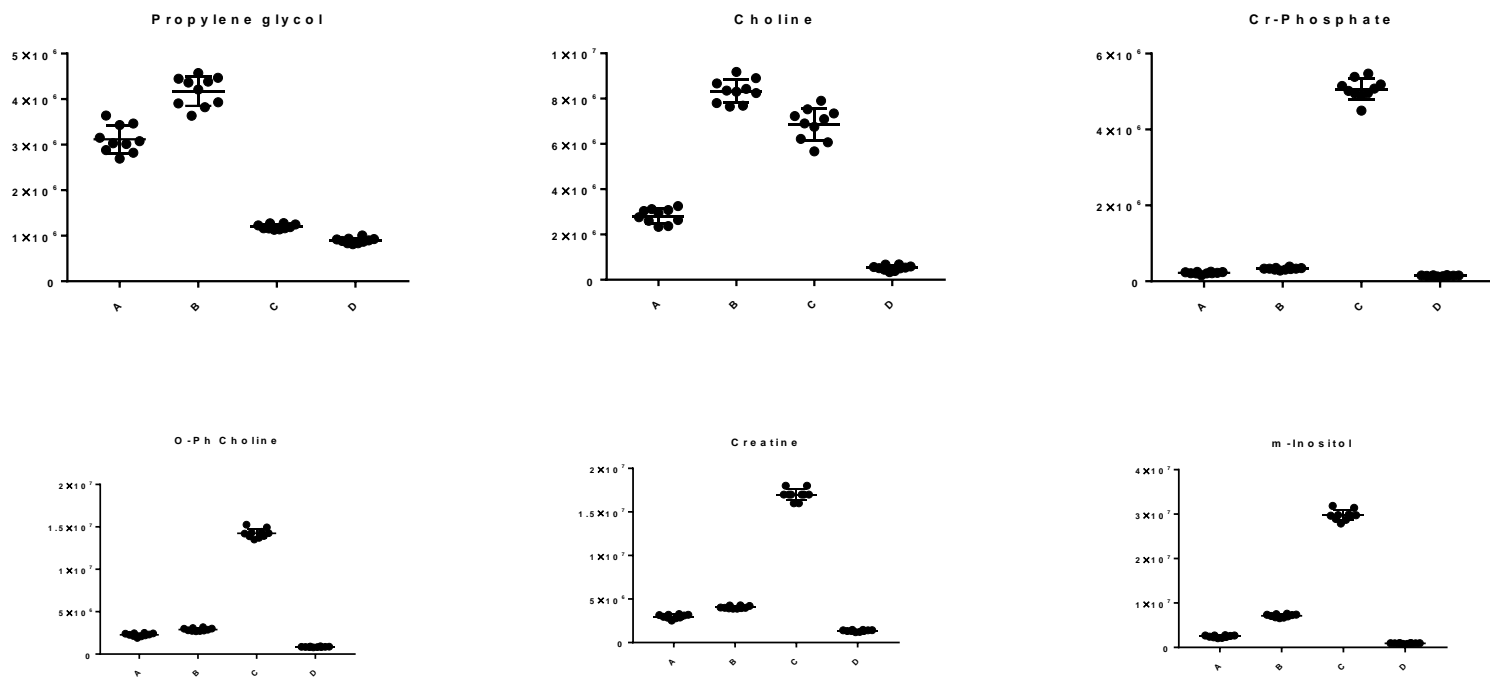 Propylene glycol
5×10⁶
4×10⁶
3×10⁶
2×10⁶
1×10⁶
0
A B C D
Choline
1×10⁷
8×10⁶
6×10⁶
4×10⁶
2×10⁶
0
A B C D
Cr-Phosphate
6×10⁶
4×10⁶
2×10⁶
0
A B C D
O-Ph Choline
2×10⁷
1.5×10⁷
1×10⁷
5×10⁶
0
A B C D
Creatine
2×10⁷
1.5×10⁷
1×10⁷
5×10⁶
0
A B C D
m-Inositol
4×10⁷
3×10⁷
2×10⁷
1×10⁷
0
A B C D